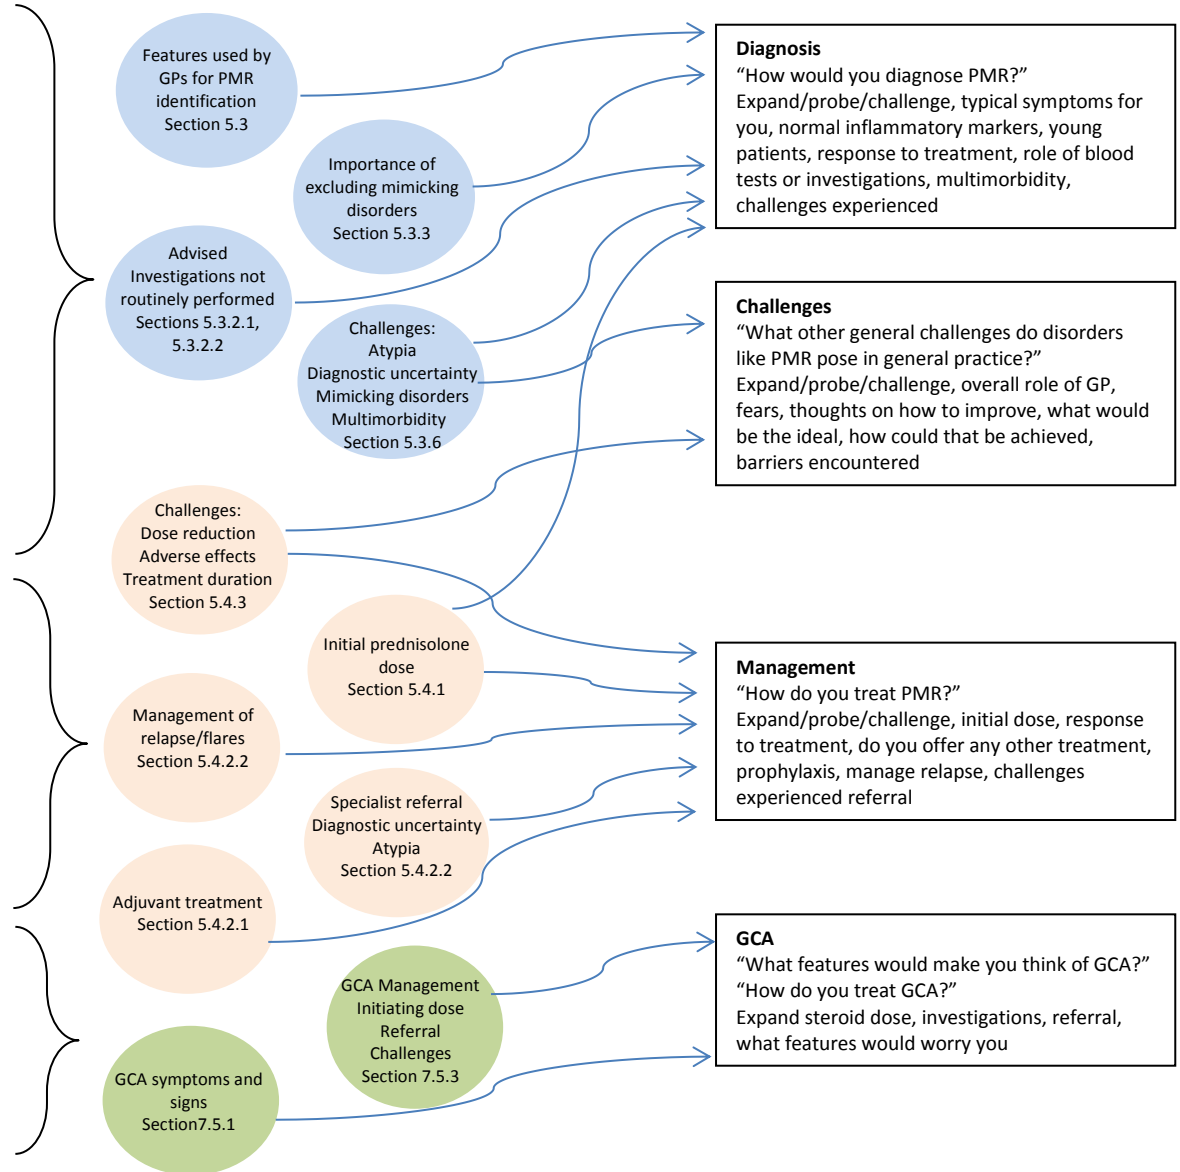 Features used by
GPs for PMR
identification
Section 5.3
Importance of
excluding mimicking
disorders
Section 5.3.3
Advised
Investigations not
routinely performed
Sections 5.3.2.1,
5.3.2.2
Challenges:
Atypia
Diagnostic uncertainty
Mimicking disorders
Multimorbidity
Section 5.3.6
Challenges:
Dose reduction
Adverse effects
Treatment duration
Section 5.4.3
Initial prednisolone
dose
Section 5.4.1
Management of
relapse/flares
Section 5.4.2.2
Specialist referral
Diagnostic uncertainty
Atypia
Section 5.4.2.2
Adjuvant treatment
Section 5.4.2.1
GCA Management
Initiating dose
Referral
Challenges
Section 7.5.3
GCA symptoms and
signs
Section7.5.1
Diagnosis
“How would you diagnose PMR?”
Expand/probe/challenge, typical symptoms for
you, normal inflammatory markers, young
patients, response to treatment, role of blood
tests or investigations, multimorbidity,
challenges experienced
Challenges
“What other general challenges do disorders
like PMR pose in general practice?”
Expand/probe/challenge, overall role of GP,
fears, thoughts on how to improve, what would
be the ideal, how could that be achieved,
barriers encountered
Management
“How do you treat PMR?”
Expand/probe/challenge, initial dose, response
to treatment, do you offer any other treatment,
prophylaxis, manage relapse, challenges
experienced referral
GCA
“What features would make you think of GCA?”
“How do you treat GCA?”
Expand steroid dose, investigations, referral,
what features would worry you